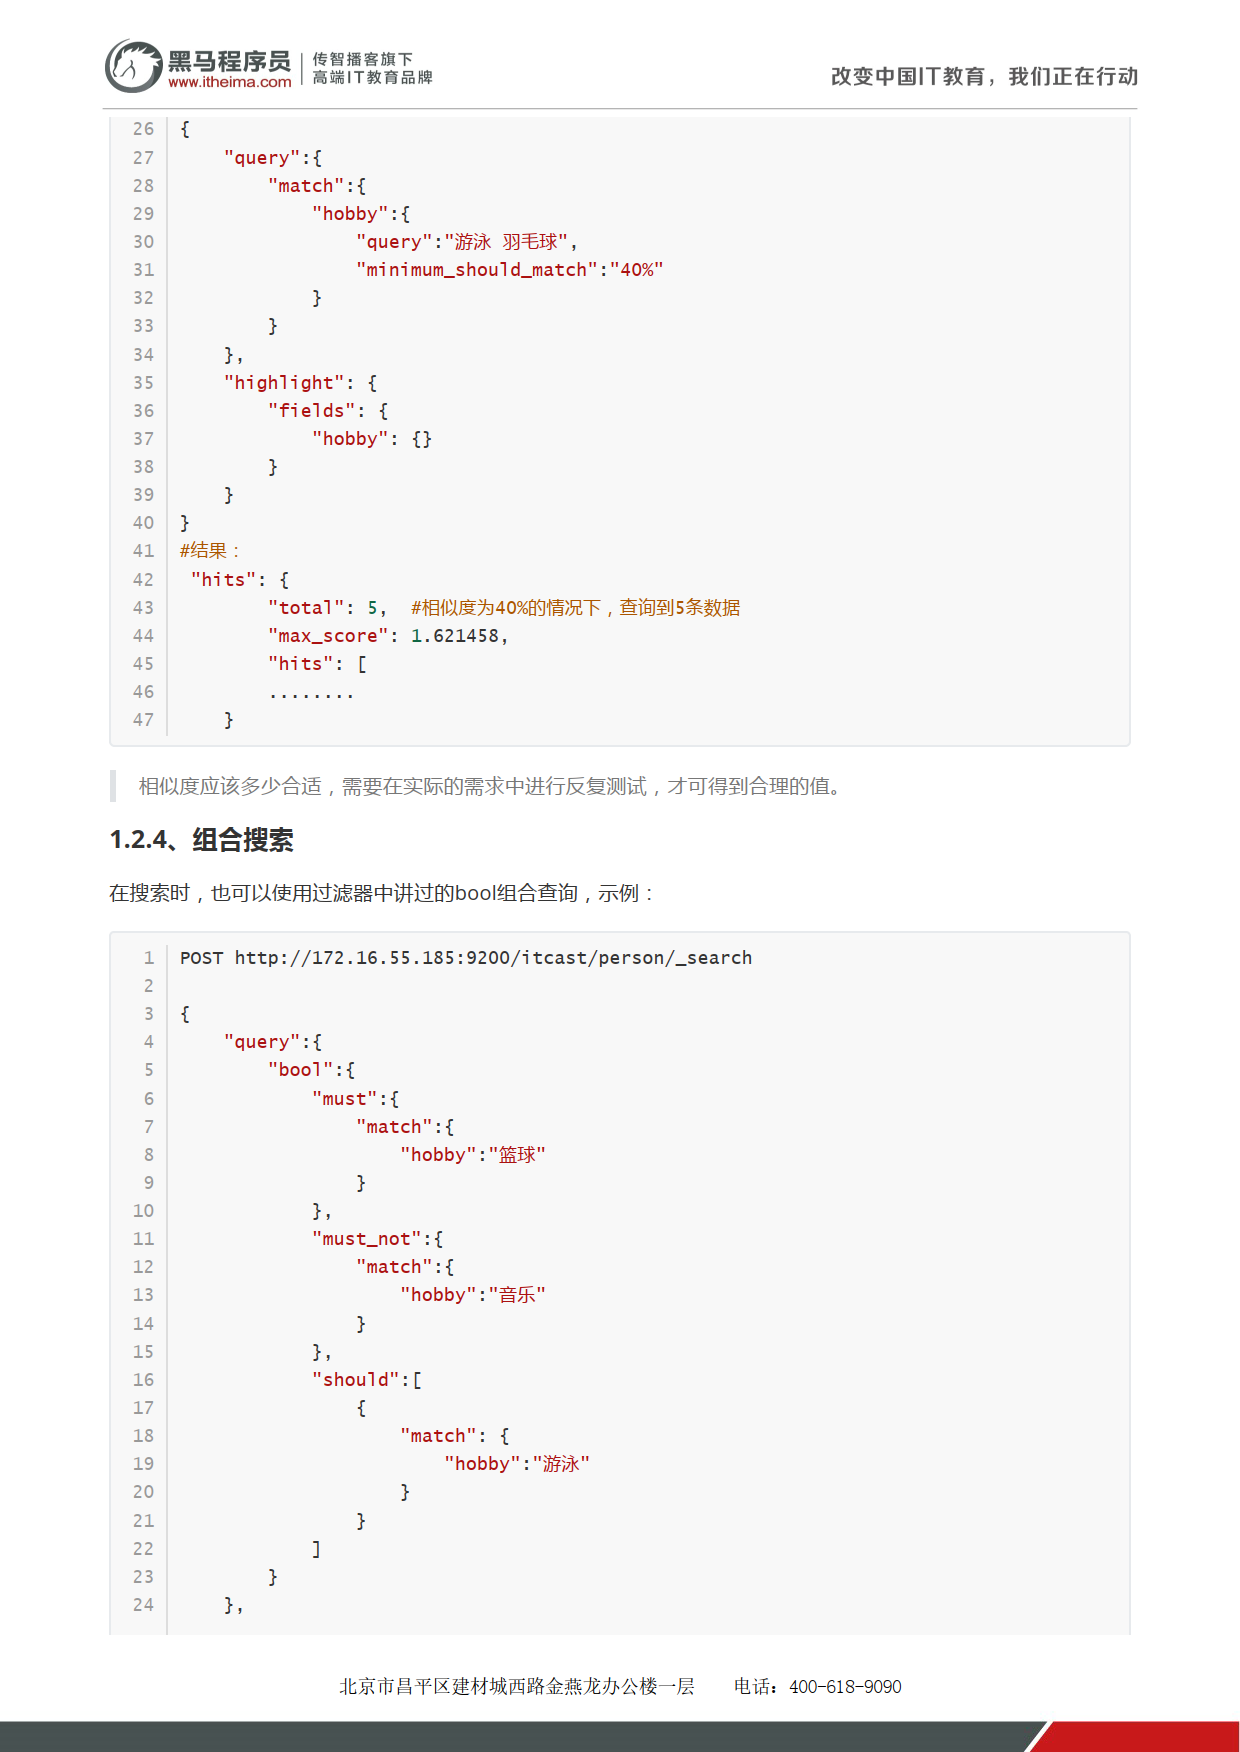 黑马程序员
www.itheima.com
传智播客旗下
高端IT教育品牌
改变中国IT教育，我们正在行动
26 {
27     "query":{
28         "match":{
29             "hobby":{
30                 "query":"游泳 羽毛球",
31                 "minimum_should_match":"40%"
32             }
33         }
34     },
35     "highlight": {
36         "fields": {
37             "hobby": {}
38         }
39     }
40 }
41 #结果：
42  "hits": {
43         "total": 5,  #相似度为40%的情况下，查询到5条数据
44         "max_score": 1.621458,
45         "hits": [
46         ........
47     }
相似度应该多少合适，需要在实际的需求中进行反复测试，才可得到合理的值。
1.2.4、组合搜索
在搜索时，也可以使用过滤器中讲过的bool组合查询，示例：
1 POST http://172.16.55.185:9200/itcast/person/_search
2
3 {
4     "query":{
5         "bool":{
6             "must":{
7                 "match":{
8                     "hobby":"篮球"
9                 }
10             },
11             "must_not":{
12                 "match":{
13                     "hobby":"音乐"
14                 }
15             },
16             "should":[
17                 {
18                     "match": {
19                         "hobby":"游泳"
20                     }
21                 }
22             ]
23         }
24     },
北京市昌平区建材城西路金燕龙办公楼一层    电话：400-618-9090